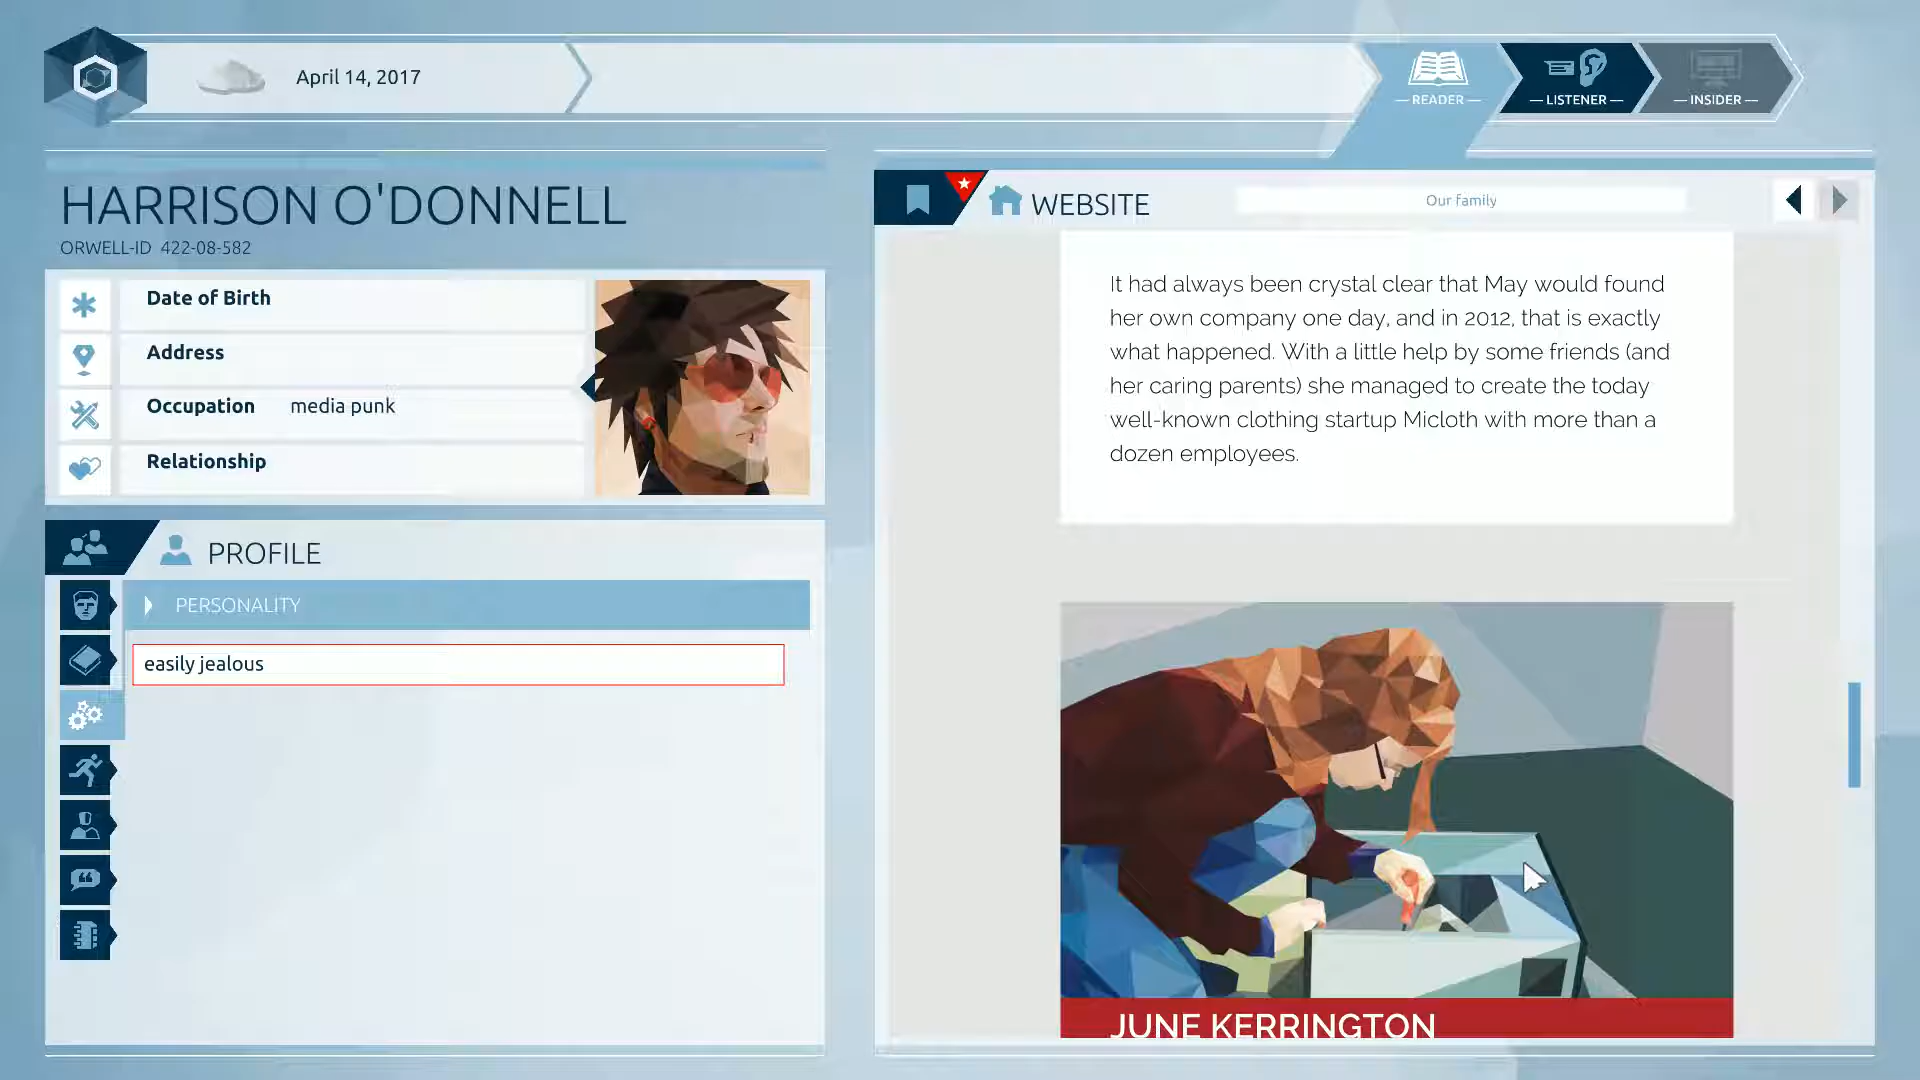 April 14, 2017
READER
LISTENER
INSIDER
HARRISON O'DONNELL
ORWELL-ID 422-08-582
Date of Birth
Address
Occupation media punk
Relationship
PROFILE
PERSONALITY
easily jealous
WEBSITE
Our family
It had always been crystal clear that May would found
her own company one day, and in 2012, that is exactly
what happened. With a little help by some friends (and
her caring parents) she managed to create the today
well-known clothing startup Micloth with more than a
dozen employees.
JUNE KERRINGTON